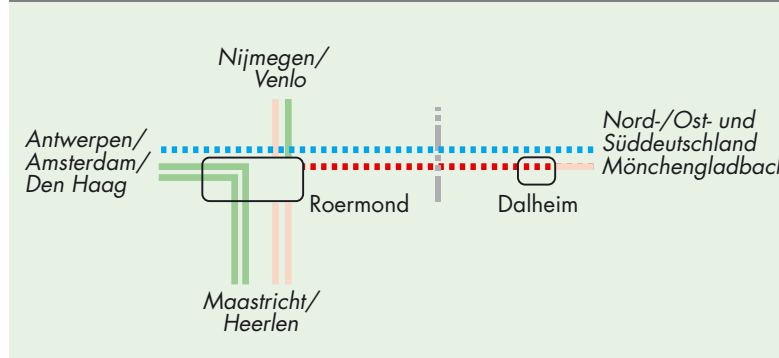 Nijmegen/
Venlo
Antwerpen/
Amsterdam/
Den Haag
Nord-/Ost- und
Süddeutschland
Mönchengladbach
Roermond
Dalheim
Maastricht/
Heerlen